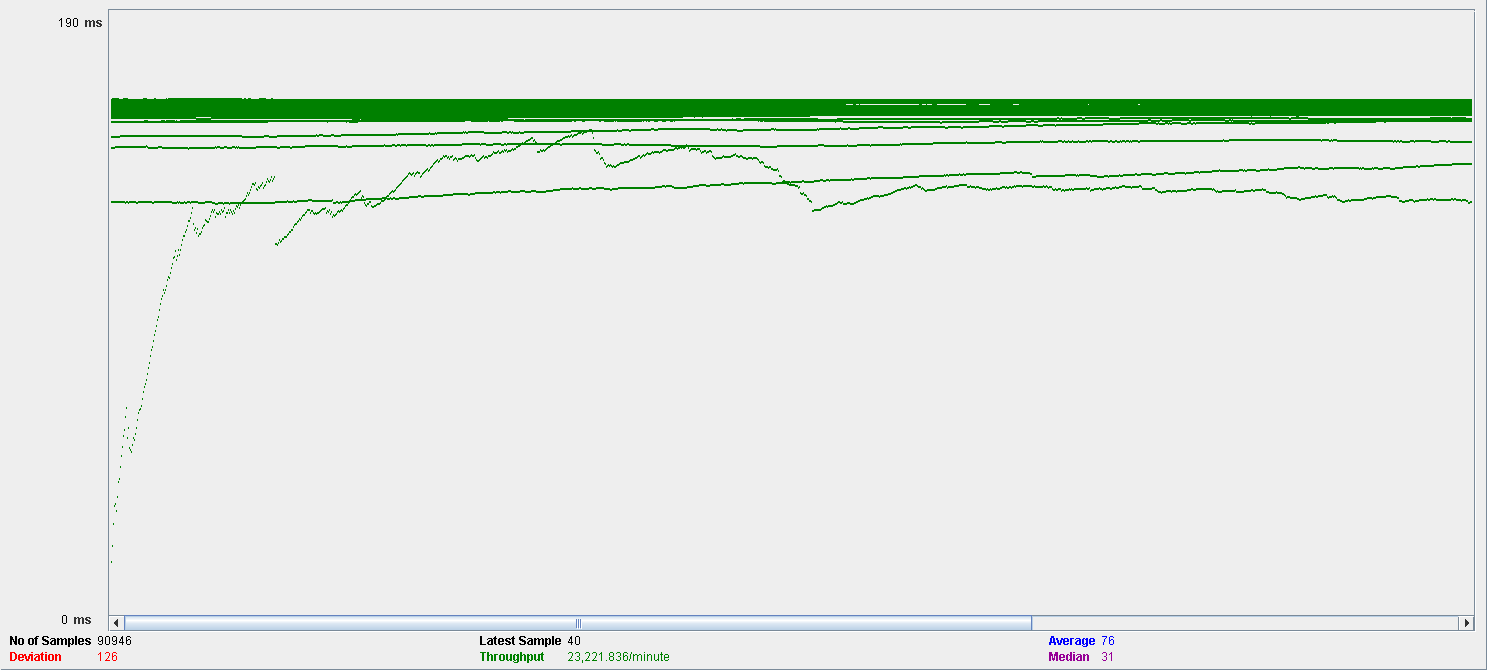 190 ms
0 ms
No of Samples 90946 Latest Sample 40 Average 76
Deviation 126 Throughput 23,221.836/minute Median 31